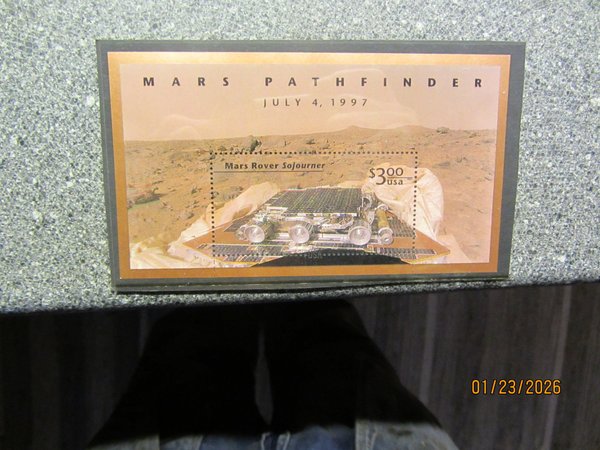 MARS PATHFINDER
JULY 4, 1997
Mars Rover Sojourner
$3.00
usa
01/23/2026